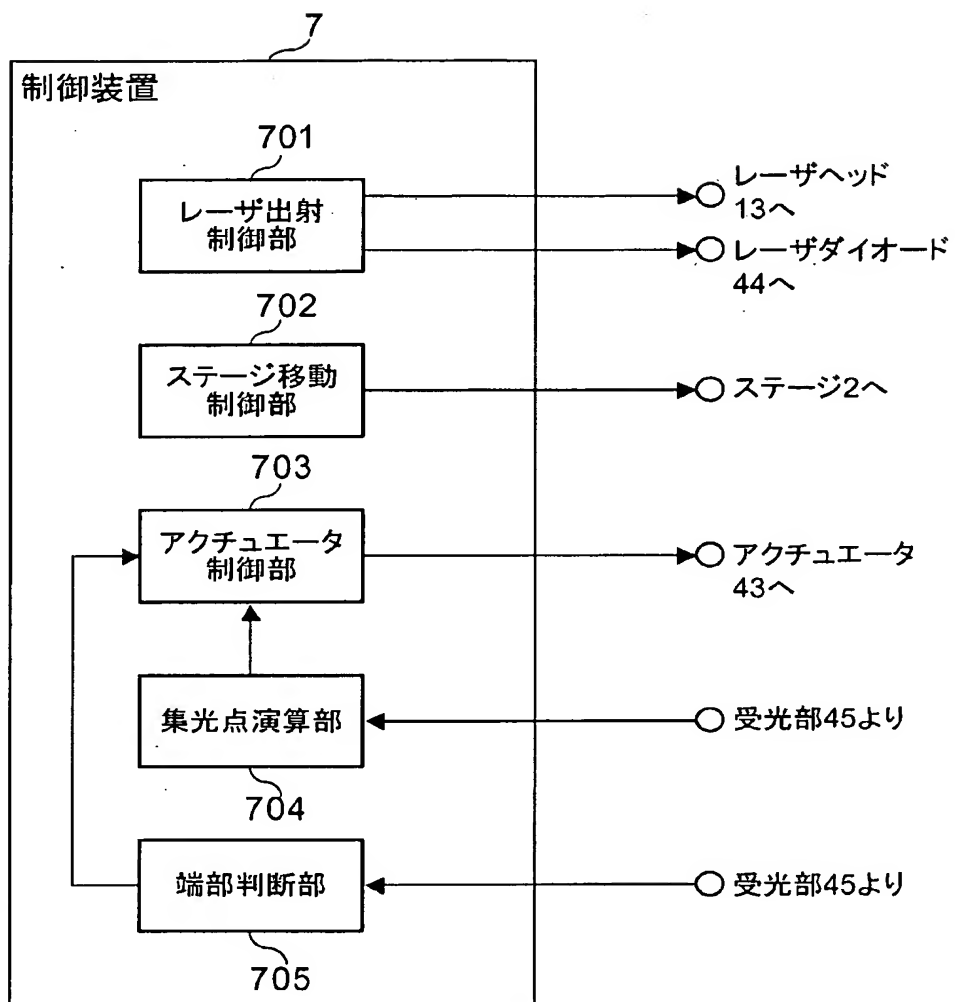 7
制御装置
701
レーザ出射
制御部
レーザヘッド
13へ
レーザダイオード
44へ
702
ステージ移動
制御部
ステージ2へ
703
アクチュエータ
制御部
アクチュエータ
43へ
集光点演算部
704
受光部45より
端部判断部
705
受光部45より